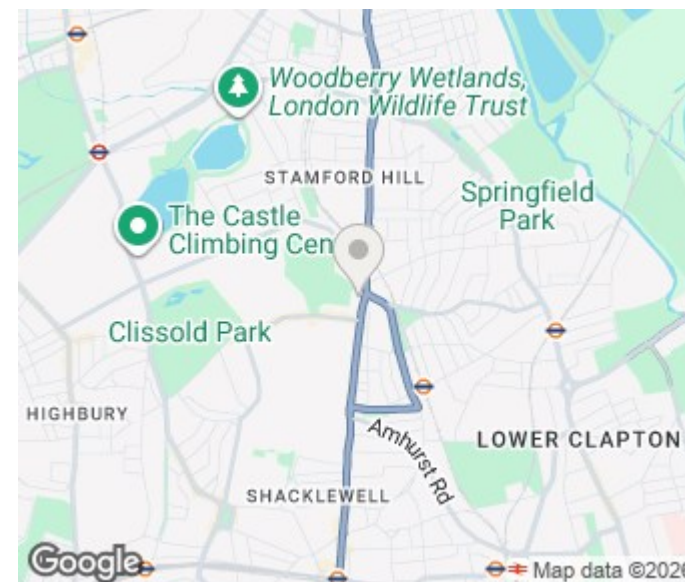 Woodberry Wetlands,
London Wildlife Trust
STAMFORD HILL
Springfield
Park
The Castle
Climbing Cen
Clissold Park
HIGHBURY
Amhurst Rd
LOWER CLAPTON
SHACKLEWELL
Google
Map data ©2026